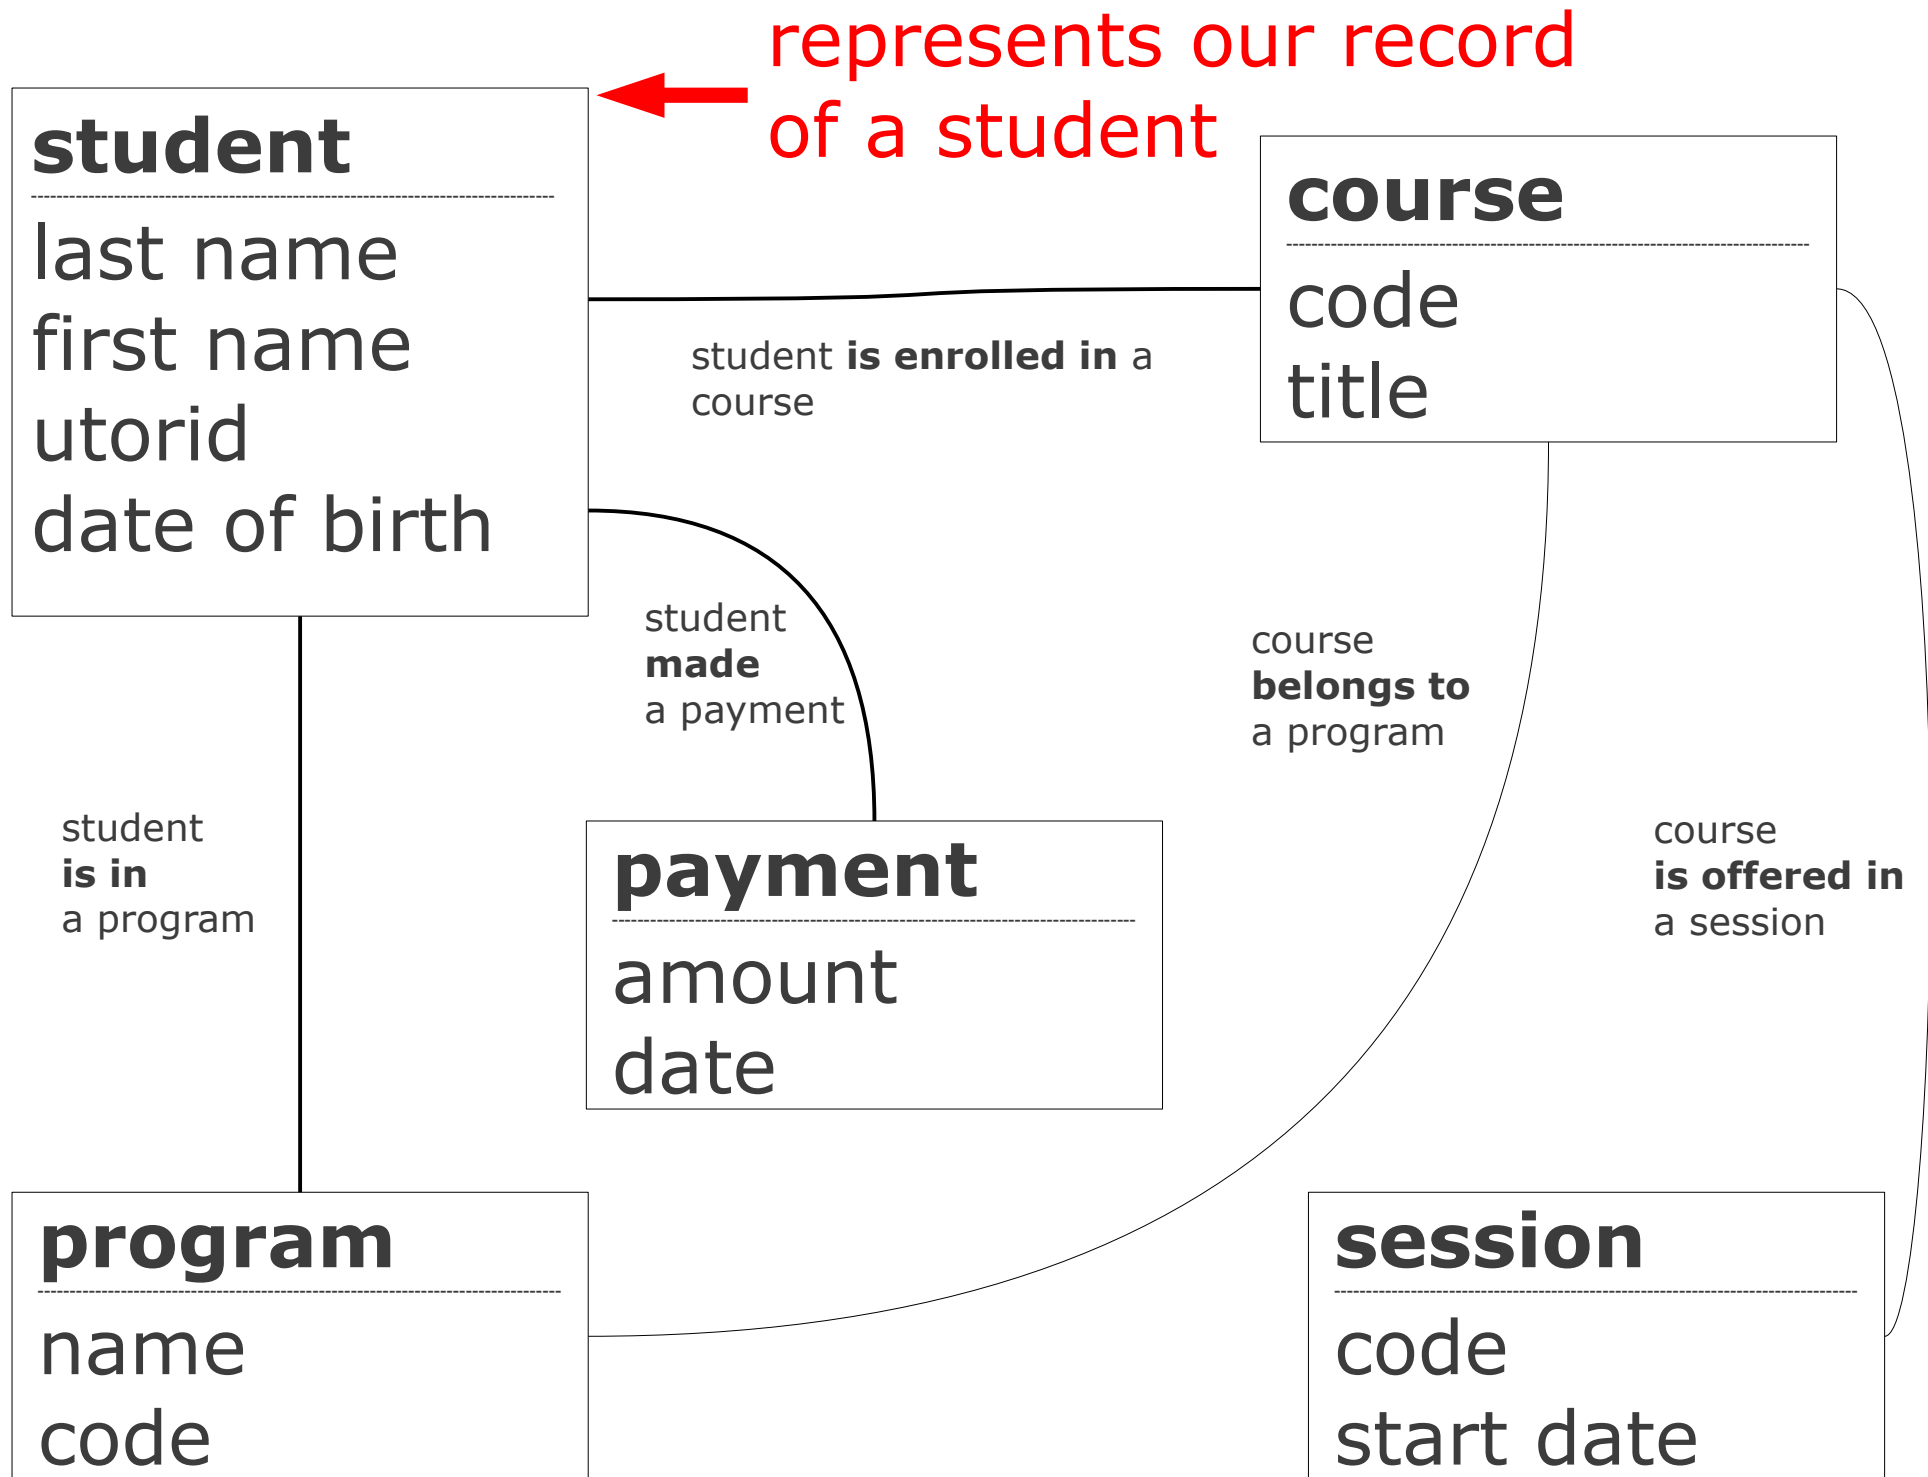 represents our record
of a student
student
last name
first name
utorid
date of birth
course
code
title
student is enrolled in a
course
student
made
a payment
course
belongs to
a program
student
is in
a program
course
is offered in
a session
payment
amount
date
program
name
code
session
code
start date